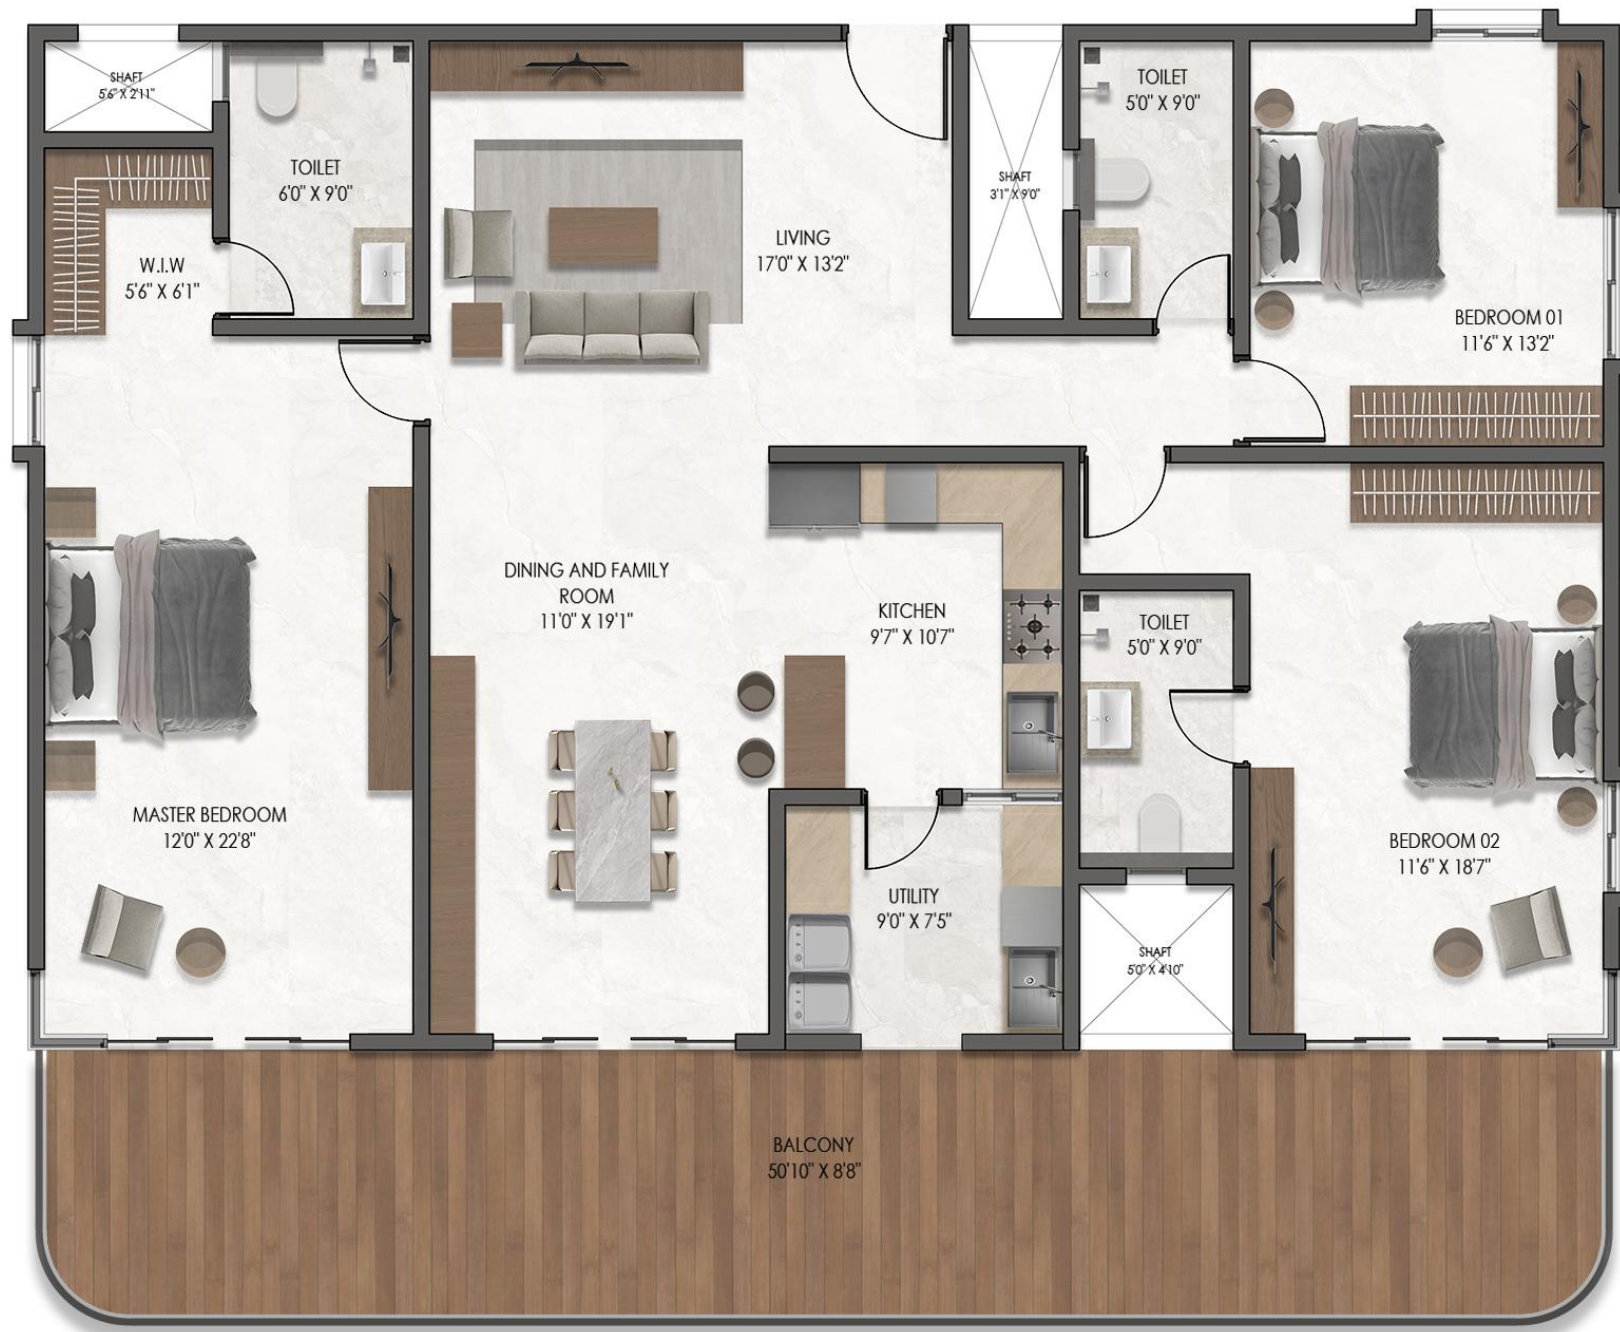 SHAFT
5'6" X 2'11"
TOILET
6'0" X 9'0"
W.I.W
5'6" X 6'1"
LIVING
17'0" X 13'2"
SHAFT
3'1" X 9'0"
TOILET
5'0" X 9'0"
BEDROOM 01
11'6" X 13'2"
DINING AND FAMILY
ROOM
11'0" X 19'1"
KITCHEN
9'7" X 10'7"
TOILET
5'0" X 9'0"
MASTER BEDROOM
12'0" X 22'8"
BEDROOM 02
11'6" X 18'7"
UTILITY
9'0" X 7'5"
SHAFT
5'0" X 4'10"
BALCONY
50'10" X 8'8"